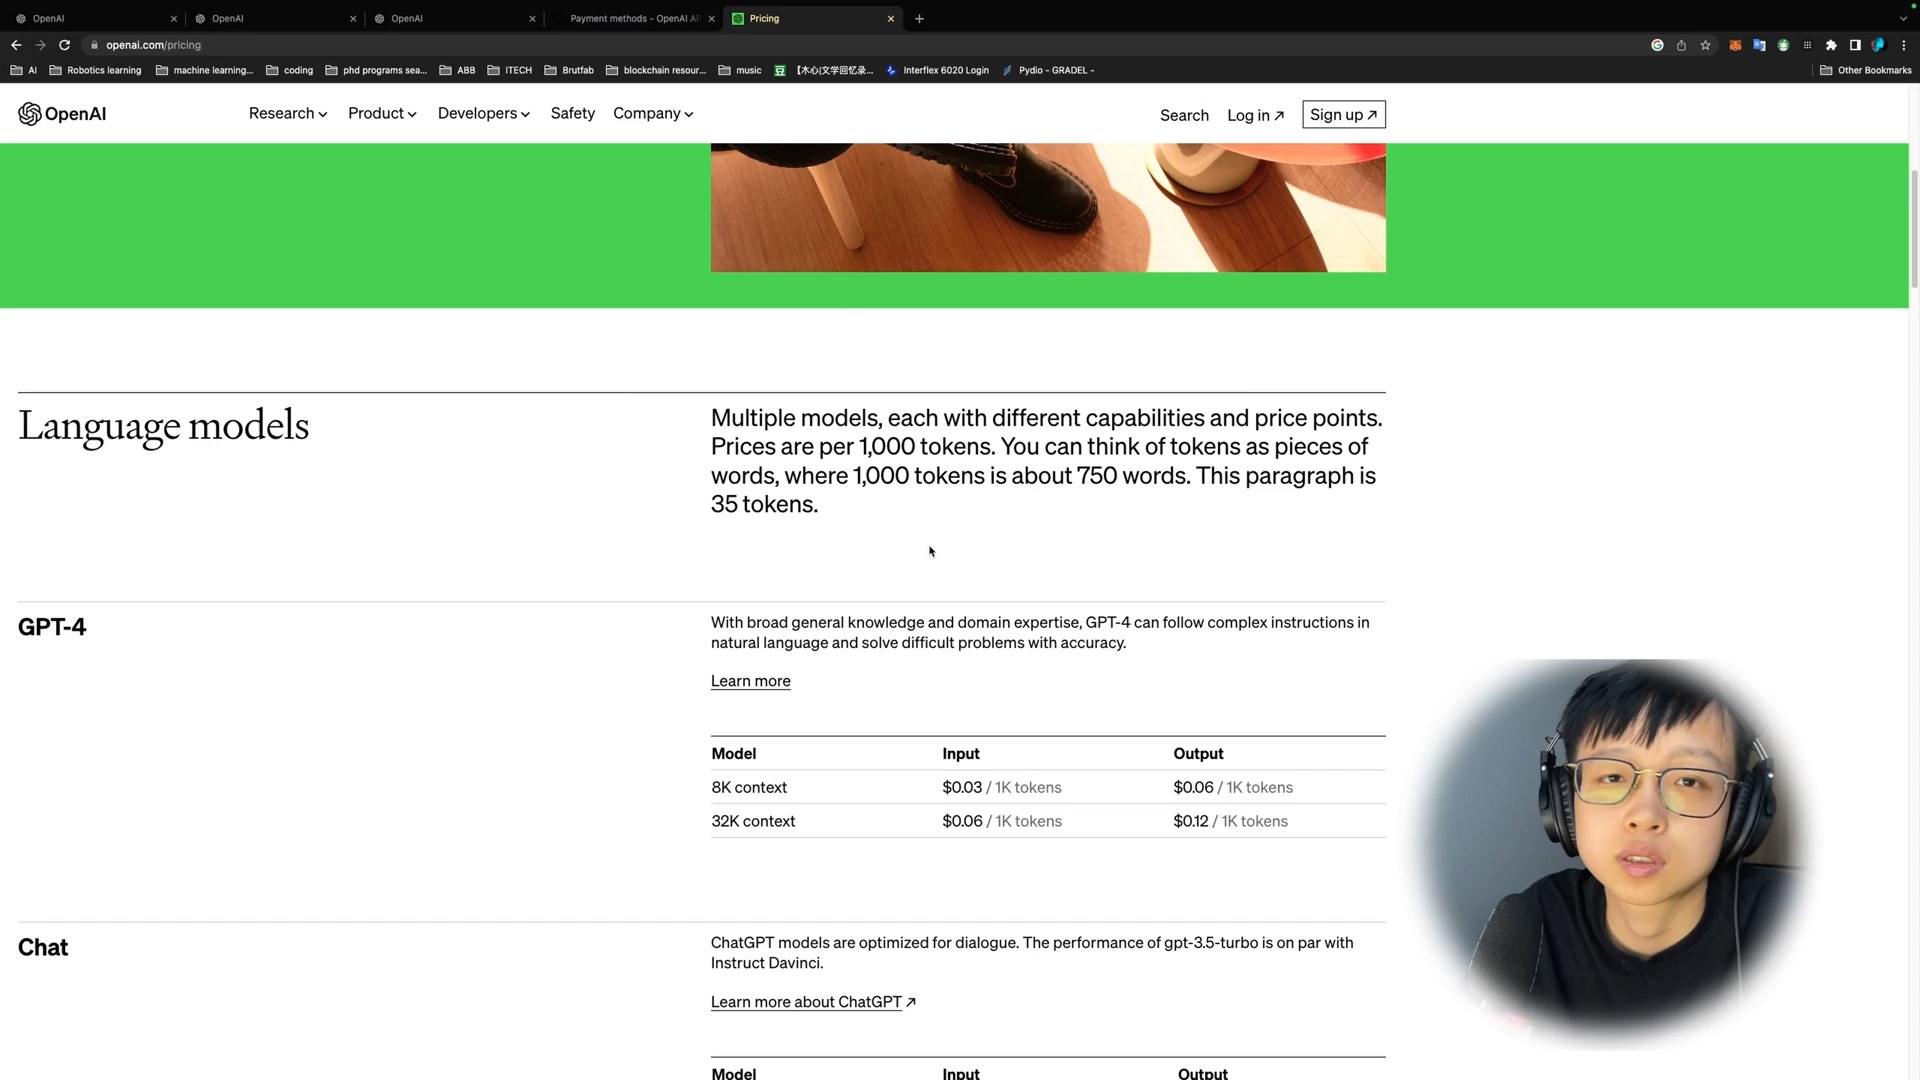 OpenAI
OpenAI
OpenAI
Payment methods - OpenAI AP
Pricing
openai.com/pricing
AI
Robotics learning
machine learning...
coding
phd programs sea...
ABB
ITECH
Brutfab
blockchain resour...
music
【木心|文学回忆录...
Interflex 6020 Login
Pydio - GRADEL -
Other Bookmarks
OpenAI
Research
Product
Developers
Safety
Company
Search
Log in ↗
Sign up ↗
Language models
Multiple models, each with different capabilities and price points.
Prices are per 1,000 tokens. You can think of tokens as pieces of
words, where 1,000 tokens is about 750 words. This paragraph is
35 tokens.
GPT-4
With broad general knowledge and domain expertise, GPT-4 can follow complex instructions in
natural language and solve difficult problems with accuracy.
Learn more
Model Input Output
8K context $0.03 / 1K tokens $0.06 / 1K tokens
32K context $0.06 / 1K tokens $0.12 / 1K tokens
Chat
ChatGPT models are optimized for dialogue. The performance of gpt-3.5-turbo is on par with
Instruct Davinci.
Learn more about ChatGPT ↗
Model Input Output